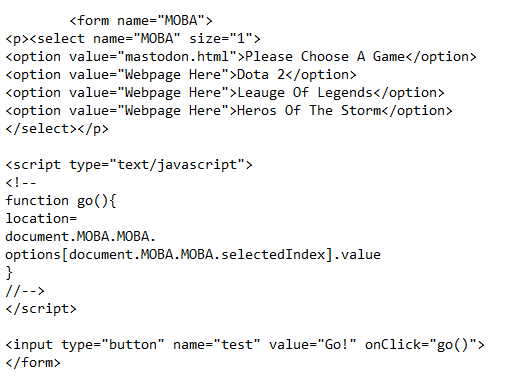 <form name="MOBA">
<p><select name="MOBA" size="1">
<option value="mastodon.html">Please Choose A Game</option>
<option value="Webpage Here">Dota 2</option>
<option value="Webpage Here">Leauge Of Legends</option>
<option value="Webpage Here">Heros Of The Storm</option>
</select></p>
<script type="text/javascript">
<!--
function go(){
location=
document.MOBA.MOBA.
options[document.MOBA.MOBA.selectedIndex].value
}
//-->
</script>
<input type="button" name="test" value="Go!" onClick="go()">
</form>